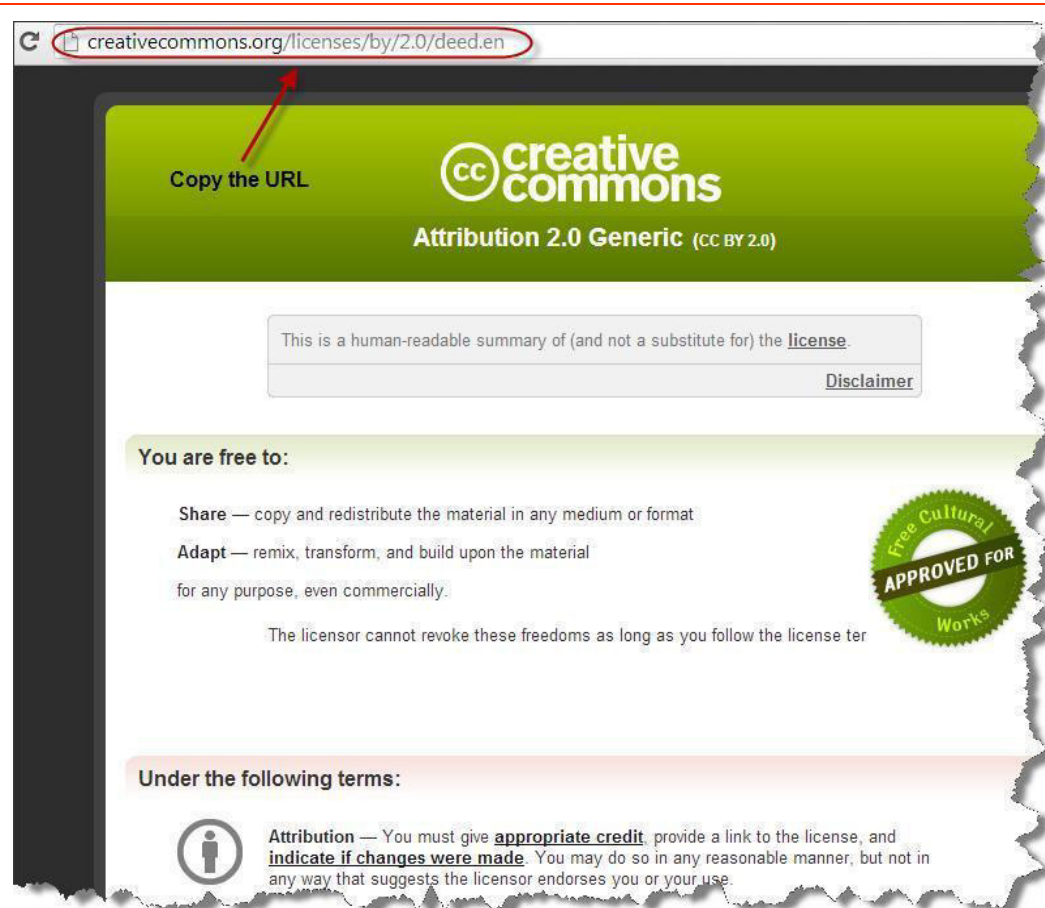 creativecommons.org/licenses/by/2.0/deed.en
Copy the URL
cc creative
commons
Attribution 2.0 Generic (CC BY 2.0)
This is a human-readable summary of (and not a substitute for) the license.
Disclaimer
You are free to:
Share — copy and redistribute the material in any medium or format
Adapt — remix, transform, and build upon the material
for any purpose, even commercially.
The licensor cannot revoke these freedoms as long as you follow the license ter
Free Cultural
APPROVED FOR
Works
Under the following terms:
Attribution — You must give appropriate credit, provide a link to the license, and
indicate if changes were made. You may do so in any reasonable manner, but not in
any way that suggests the licensor endorses you or your use.